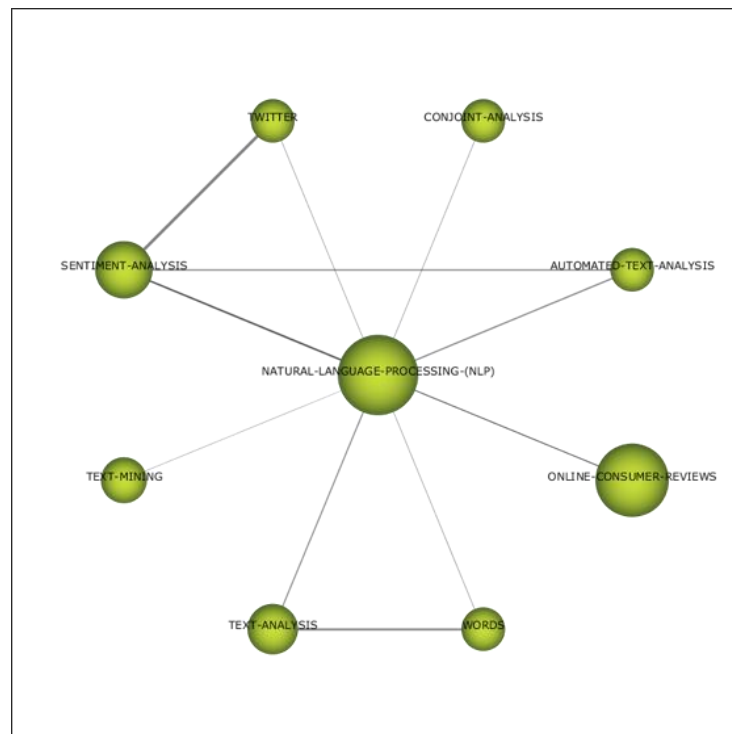 TWITTER
CONJOINT-ANALYSIS
SENTIMENT-ANALYSIS
AUTOMATED-TEXT-ANALYSIS
NATURAL-LANGUAGE-PROCESSING-(NLP)
TEXT-MINING
ONLINE-CONSUMER-REVIEWS
TEXT-ANALYSIS
WORDS